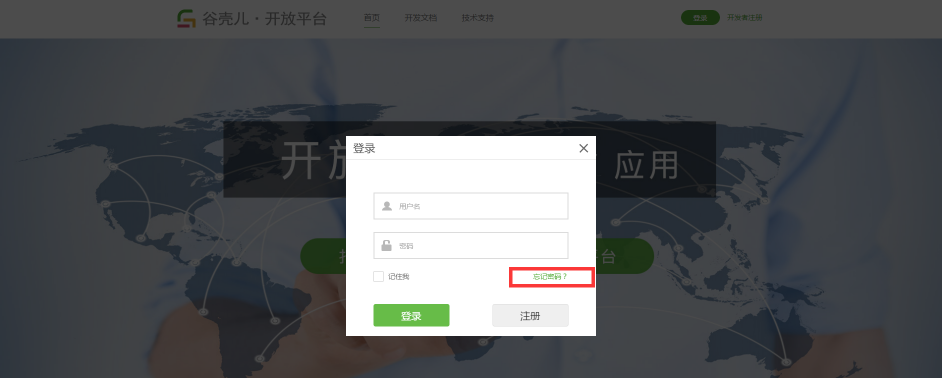 谷壳儿·开放平台 首页 开发文档 技术支持 登录 开发者注册
开放 应用
登录
用户名
密码
平台
记住我 忘记密码？
登录 注册